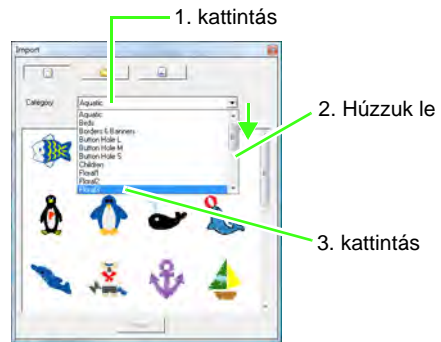 1. kattintás
Import
Category
Aquatic
Aquatic
Beds
Borders & Banners
Button Hole L
Button Hole M
Button Hole S
Children
Floral1
Floral2
Floral3
2. Húzzuk le
3. kattintás